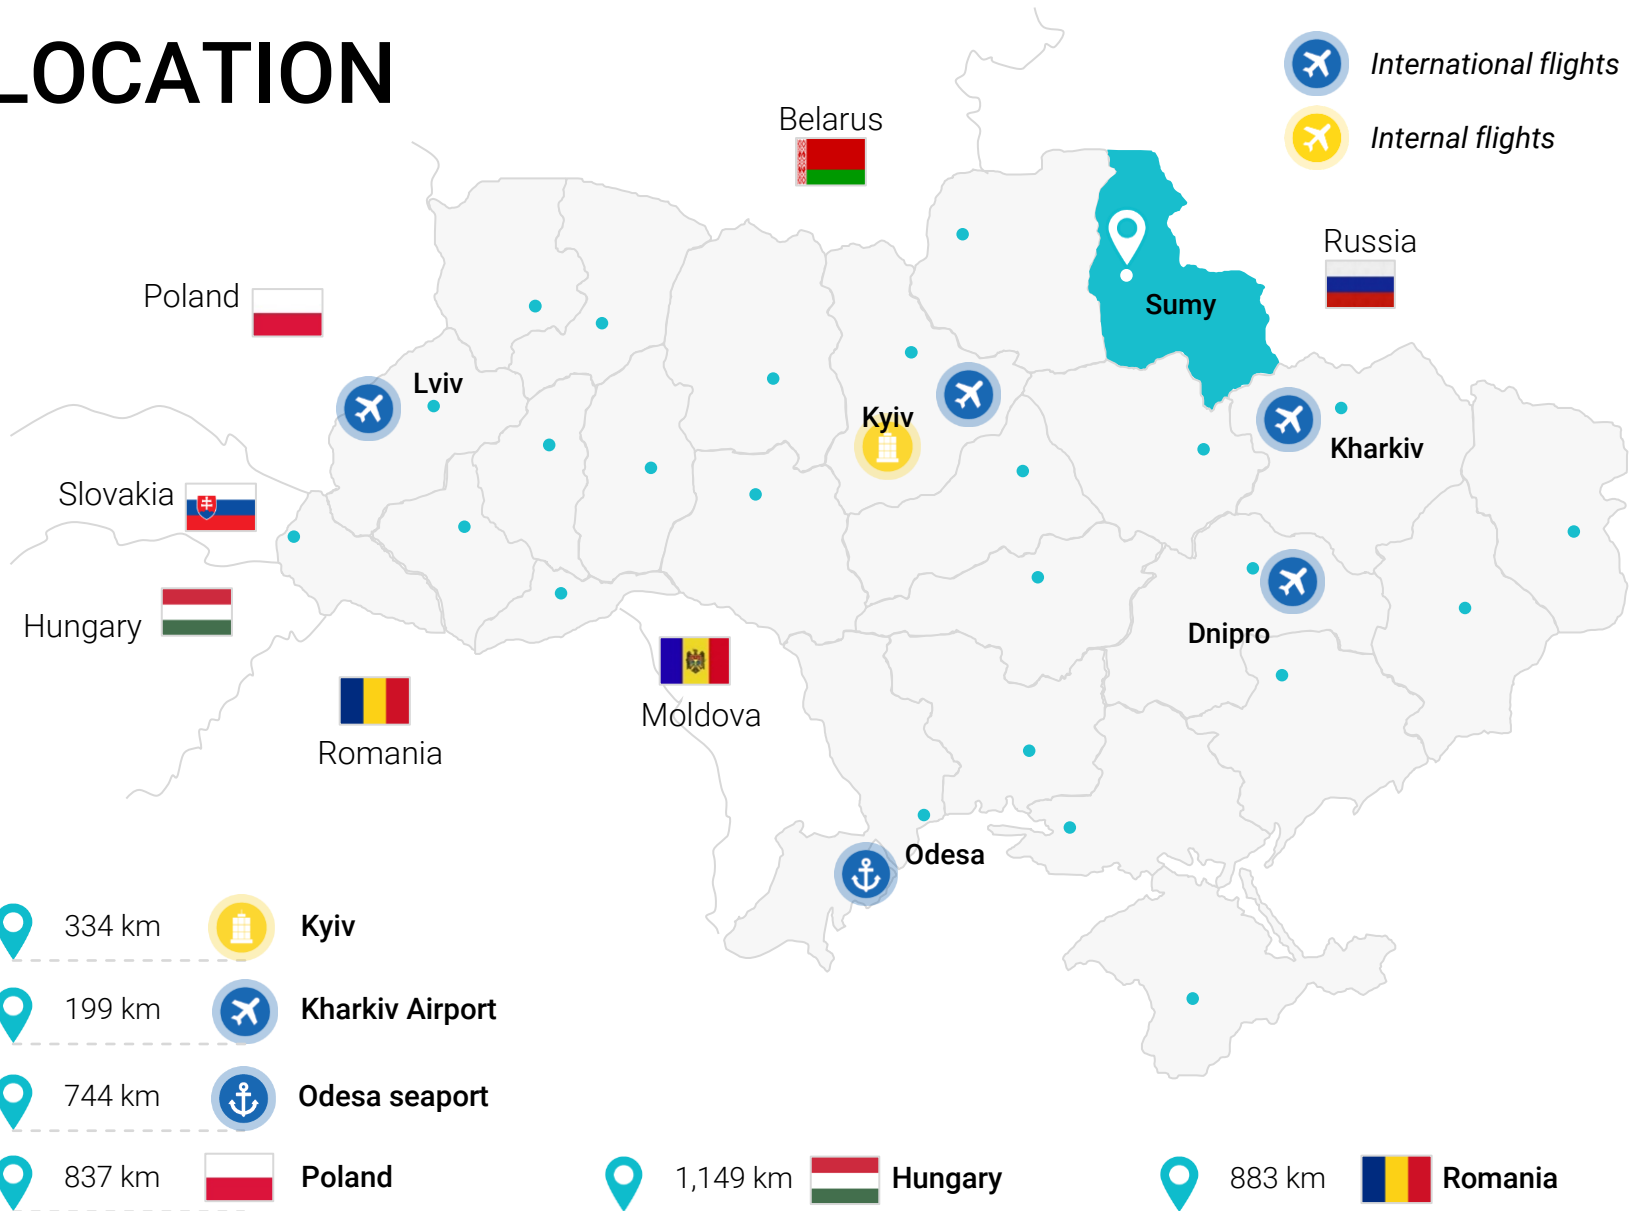 LOCATION
International flights
Internal flights
Belarus
Russia
Poland
Sumy
Lviv
Kyiv
Kharkiv
Slovakia
Hungary
Dnipro
Moldova
Romania
Odesa
334 km Kyiv
199 km Kharkiv Airport
744 km Odesa seaport
837 km Poland
1,149 km Hungary
883 km Romania